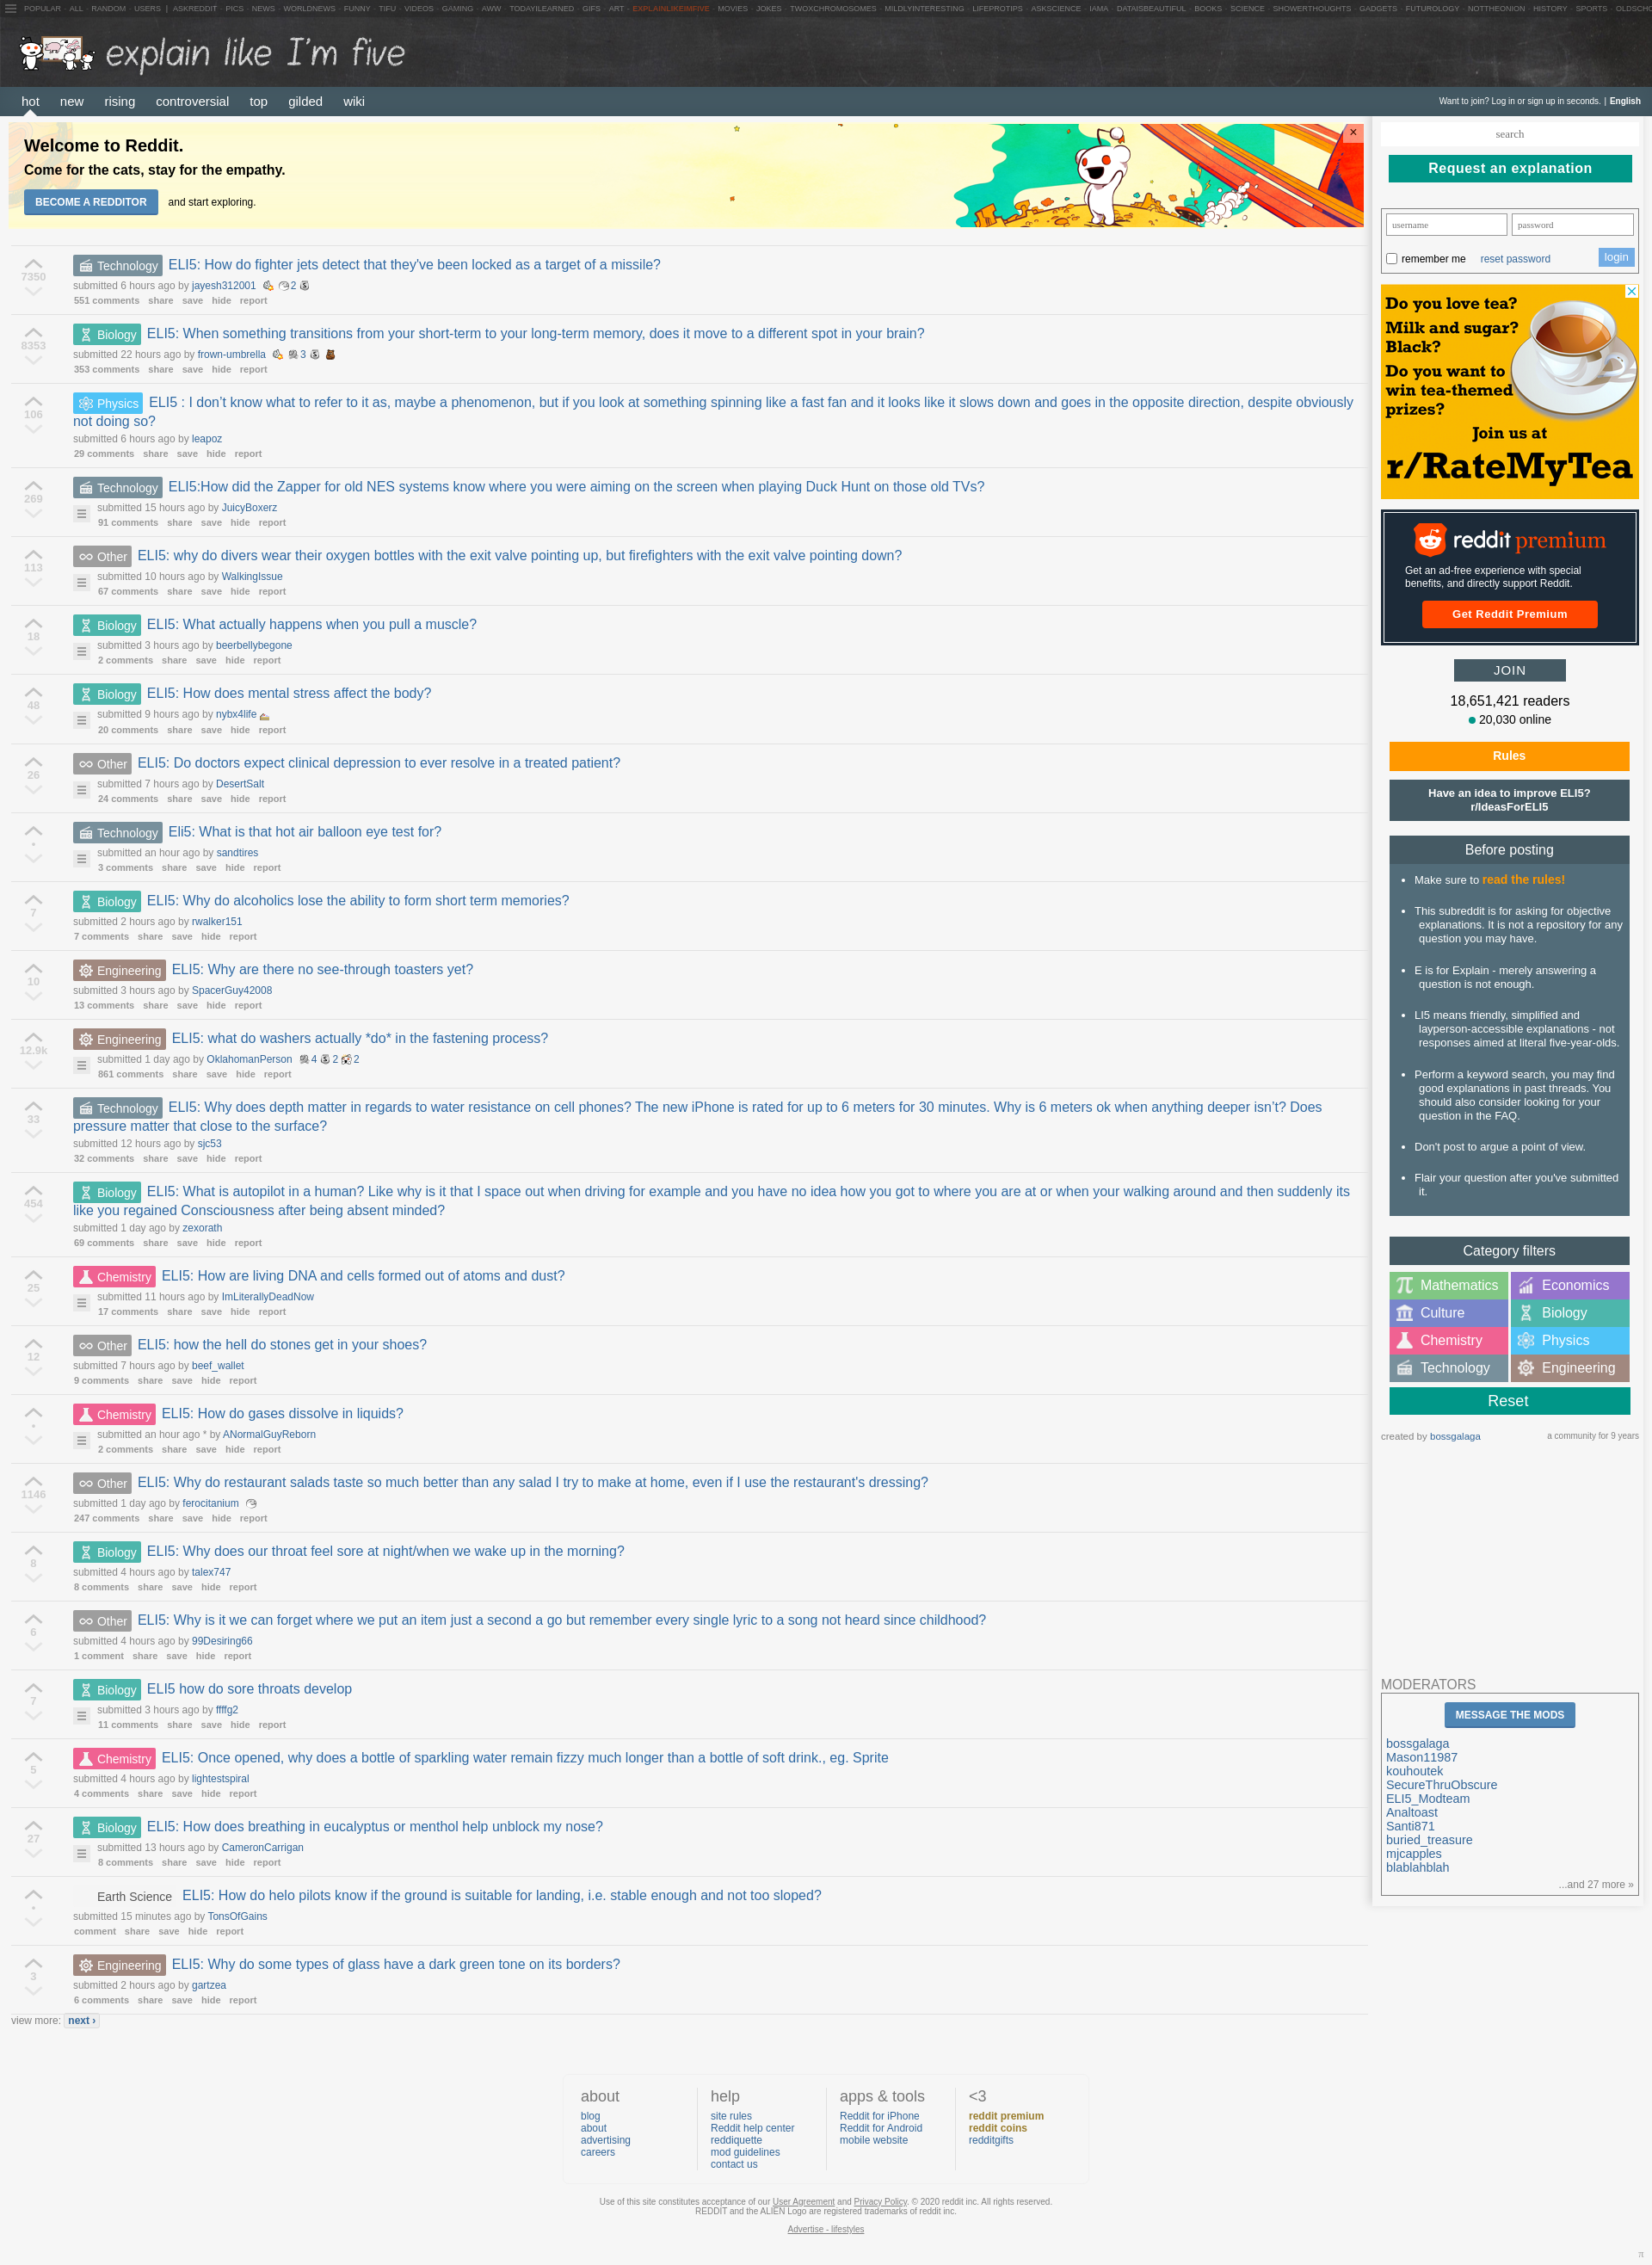 POPULAR - ALL - RANDOM - USERS | ASKREDDIT - PICS - NEWS - WORLDNEWS - FUNNY - TIFU - VIDEOS - GAMING - AWW - TODAYILEARNED - GIFS - ART - EXPLAINLIKEIMFIVE - MOVIES - JOKES - TWOXCHROMOSOMES - MILDLYINTERESTING - LIFEPROTIPS - ASKSCIENCE - IAMA - DATAISBEAUTIFUL - BOOKS - SCIENCE - SHOWERTHOUGHTS - GADGETS - FUTUROLOGY - NOTTHEONION - HISTORY - SPORTS - OLDSCHO
explain like I'm five
hot new rising controversial top gilded wiki
Want to join? Log in or sign up in seconds. | English
Welcome to Reddit.
Come for the cats, stay for the empathy.
BECOME A REDDITOR and start exploring.
×
7350
Technology ELI5: How do fighter jets detect that they've been locked as a target of a missile?
submitted 6 hours ago by jayesh312001 2
551 comments share save hide report
8353
Biology ELI5: When something transitions from your short-term to your long-term memory, does it move to a different spot in your brain?
submitted 22 hours ago by frown-umbrella 3
353 comments share save hide report
106
Physics ELI5 : I don’t know what to refer to it as, maybe a phenomenon, but if you look at something spinning like a fast fan and it looks like it slows down and goes in the opposite direction, despite obviously
not doing so?
submitted 6 hours ago by leapoz
29 comments share save hide report
269
Technology ELI5:How did the Zapper for old NES systems know where you were aiming on the screen when playing Duck Hunt on those old TVs?
submitted 15 hours ago by JuicyBoxerz
91 comments share save hide report
113
Other ELI5: why do divers wear their oxygen bottles with the exit valve pointing up, but firefighters with the exit valve pointing down?
submitted 10 hours ago by WalkingIssue
67 comments share save hide report
18
Biology ELI5: What actually happens when you pull a muscle?
submitted 3 hours ago by beerbellybegone
2 comments share save hide report
48
Biology ELI5: How does mental stress affect the body?
submitted 9 hours ago by nybx4life
20 comments share save hide report
26
Other ELI5: Do doctors expect clinical depression to ever resolve in a treated patient?
submitted 7 hours ago by DesertSalt
24 comments share save hide report
•
Technology Eli5: What is that hot air balloon eye test for?
submitted an hour ago by sandtires
3 comments share save hide report
7
Biology ELI5: Why do alcoholics lose the ability to form short term memories?
submitted 2 hours ago by rwalker151
7 comments share save hide report
10
Engineering ELI5: Why are there no see-through toasters yet?
submitted 3 hours ago by SpacerGuy42008
13 comments share save hide report
12.9k
Engineering ELI5: what do washers actually *do* in the fastening process?
submitted 1 day ago by OklahomanPerson 4 2 2
861 comments share save hide report
33
Technology ELI5: Why does depth matter in regards to water resistance on cell phones? The new iPhone is rated for up to 6 meters for 30 minutes. Why is 6 meters ok when anything deeper isn’t? Does
pressure matter that close to the surface?
submitted 12 hours ago by sjc53
32 comments share save hide report
454
Biology ELI5: What is autopilot in a human? Like why is it that I space out when driving for example and you have no idea how you got to where you are at or when your walking around and then suddenly its
like you regained Consciousness after being absent minded?
submitted 1 day ago by zexorath
69 comments share save hide report
25
Chemistry ELI5: How are living DNA and cells formed out of atoms and dust?
submitted 11 hours ago by ImLiterallyDeadNow
17 comments share save hide report
12
Other ELI5: how the hell do stones get in your shoes?
submitted 7 hours ago by beef_wallet
9 comments share save hide report
•
Chemistry ELI5: How do gases dissolve in liquids?
submitted an hour ago * by ANormalGuyReborn
2 comments share save hide report
1146
Other ELI5: Why do restaurant salads taste so much better than any salad I try to make at home, even if I use the restaurant's dressing?
submitted 1 day ago by ferocitanium
247 comments share save hide report
8
Biology ELI5: Why does our throat feel sore at night/when we wake up in the morning?
submitted 4 hours ago by talex747
8 comments share save hide report
6
Other ELI5: Why is it we can forget where we put an item just a second a go but remember every single lyric to a song not heard since childhood?
submitted 4 hours ago by 99Desiring66
1 comment share save hide report
7
Biology ELI5 how do sore throats develop
submitted 3 hours ago by ffffg2
11 comments share save hide report
5
Chemistry ELI5: Once opened, why does a bottle of sparkling water remain fizzy much longer than a bottle of soft drink., eg. Sprite
submitted 4 hours ago by lightestspiral
4 comments share save hide report
27
Biology ELI5: How does breathing in eucalyptus or menthol help unblock my nose?
submitted 13 hours ago by CameronCarrigan
8 comments share save hide report
•
Earth Science ELI5: How do helo pilots know if the ground is suitable for landing, i.e. stable enough and not too sloped?
submitted 15 minutes ago by TonsOfGains
comment share save hide report
3
Engineering ELI5: Why do some types of glass have a dark green tone on its borders?
submitted 2 hours ago by gartzea
6 comments share save hide report
view more: next ›
search
Request an explanation
username password
remember me reset password login
Do you love tea?
Milk and sugar?
Black?
Do you want to
win tea-themed
prizes?
Join us at
r/RateMyTea
reddit premium
Get an ad-free experience with special
benefits, and directly support Reddit.
Get Reddit Premium
JOIN
18,651,421 readers
20,030 online
Rules
Have an idea to improve ELI5?
r/IdeasForELI5
Before posting
• Make sure to read the rules!
• This subreddit is for asking for objective
explanations. It is not a repository for any
question you may have.
• E is for Explain - merely answering a
question is not enough.
• LI5 means friendly, simplified and
layperson-accessible explanations - not
responses aimed at literal five-year-olds.
• Perform a keyword search, you may find
good explanations in past threads. You
should also consider looking for your
question in the FAQ.
• Don't post to argue a point of view.
• Flair your question after you've submitted
it.
Category filters
Mathematics Economics
Culture Biology
Chemistry Physics
Technology Engineering
Reset
created by bossgalaga a community for 9 years
MODERATORS
MESSAGE THE MODS
bossgalaga
Mason11987
kouhoutek
SecureThruObscure
ELI5_Modteam
Analtoast
Santi871
buried_treasure
mjcapples
blablahblah
...and 27 more »
about
blog
about
advertising
careers
help
site rules
Reddit help center
reddiquette
mod guidelines
contact us
apps & tools
Reddit for iPhone
Reddit for Android
mobile website
<3
reddit premium
reddit coins
redditgifts
Use of this site constitutes acceptance of our User Agreement and Privacy Policy. © 2020 reddit inc. All rights reserved.
REDDIT and the ALIEN Logo are registered trademarks of reddit inc.
Advertise - lifestyles
π